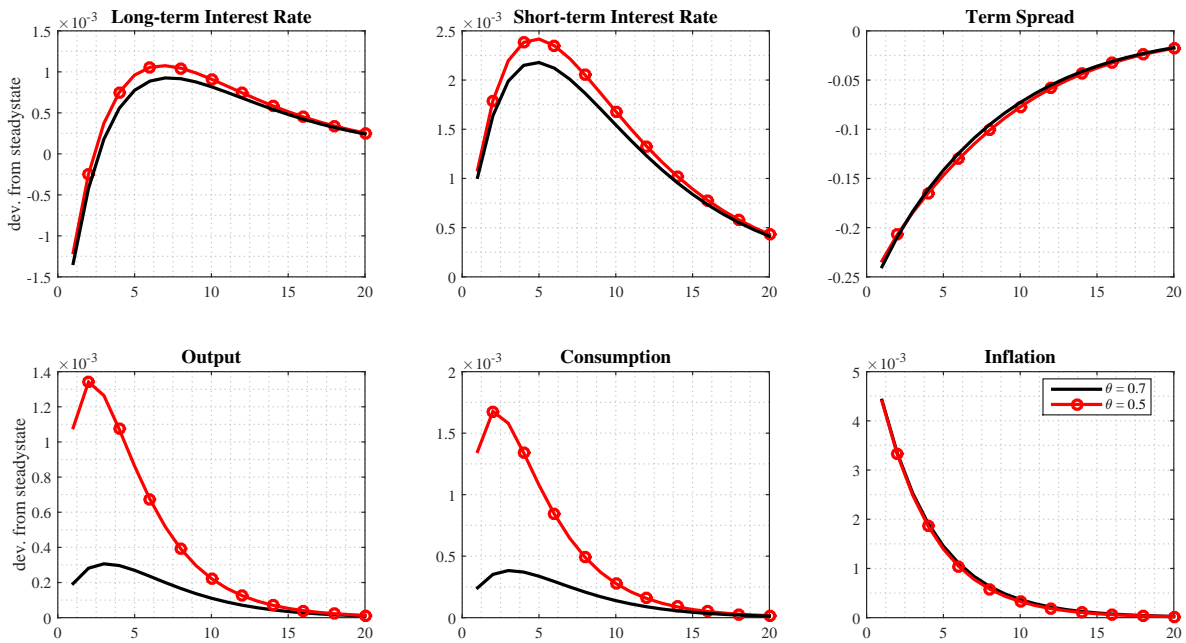 Long-term Interest Rate
×10⁻³
dev. from steadystate
1.5
1
0.5
0
-0.5
-1
-1.5
0 5 10 15 20
Short-term Interest Rate
×10⁻³
2.5
2
1.5
1
0.5
0
0 5 10 15 20
Term Spread
0
-0.05
-0.1
-0.15
-0.2
-0.25
0 5 10 15 20
Output
×10⁻³
dev. from steadystate
1.4
1.2
1
0.8
0.6
0.4
0.2
0
0 5 10 15 20
Consumption
×10⁻³
2
1.5
1
0.5
0
0 5 10 15 20
Inflation
×10⁻³
5
4
3
2
1
0
0 5 10 15 20
θ = 0.7
θ = 0.5